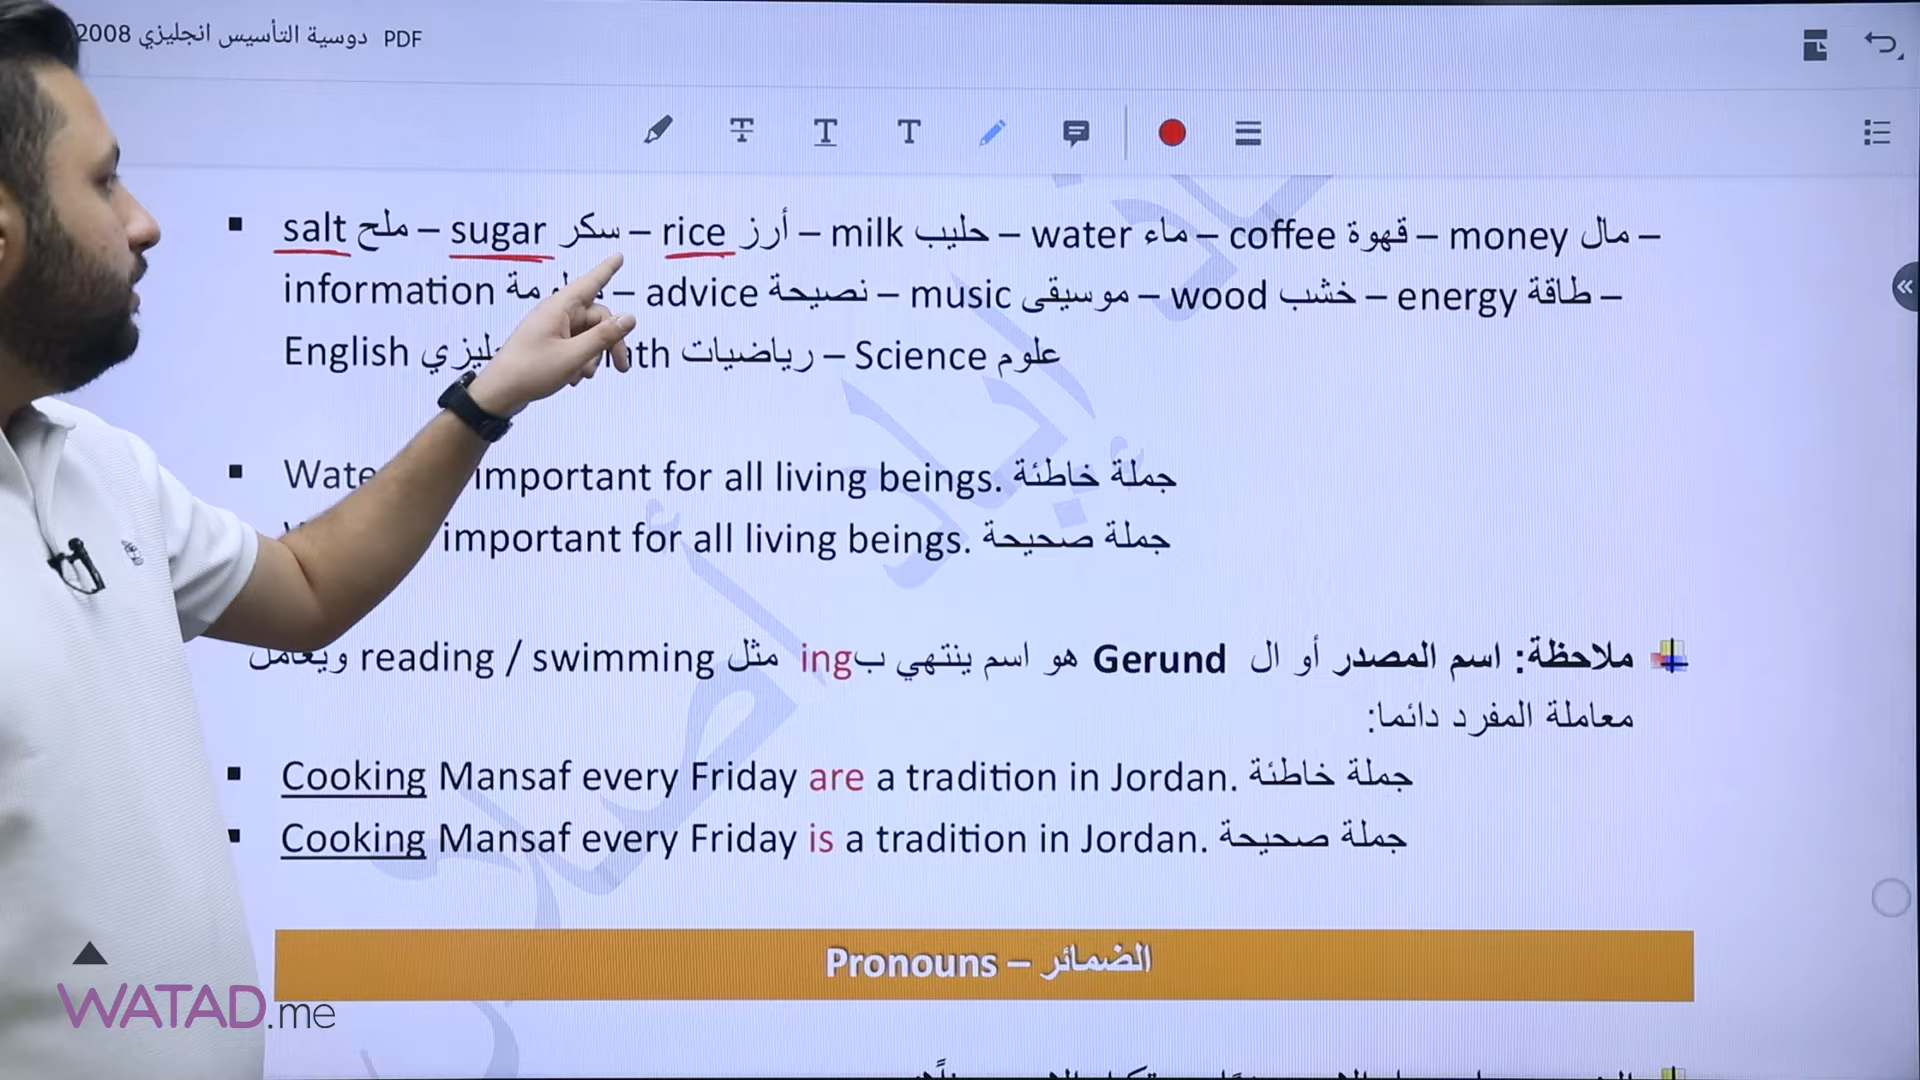 دوسية التأسيس انجليزي 2008 PDF
▪ salt ملح – sugar سكر – rice أرز – milk حليب – water ماء – coffee قهوة – money مال –
information – advice نصيحة – music موسيقى – wood خشب – energy طاقة –
English رياضيات – Science علوم
▪ important for all living beings. جملة خاطئة
important for all living beings. جملة صحيحة
ملاحظة: اسم المصدر أو ال Gerund هو اسم ينتهي بing مثل reading / swimming ويعامل
معاملة المفرد دائما:
▪ Cooking Mansaf every Friday are a tradition in Jordan. جملة خاطئة
▪ Cooking Mansaf every Friday is a tradition in Jordan. جملة صحيحة
Pronouns – الضمائر
WATAD.me